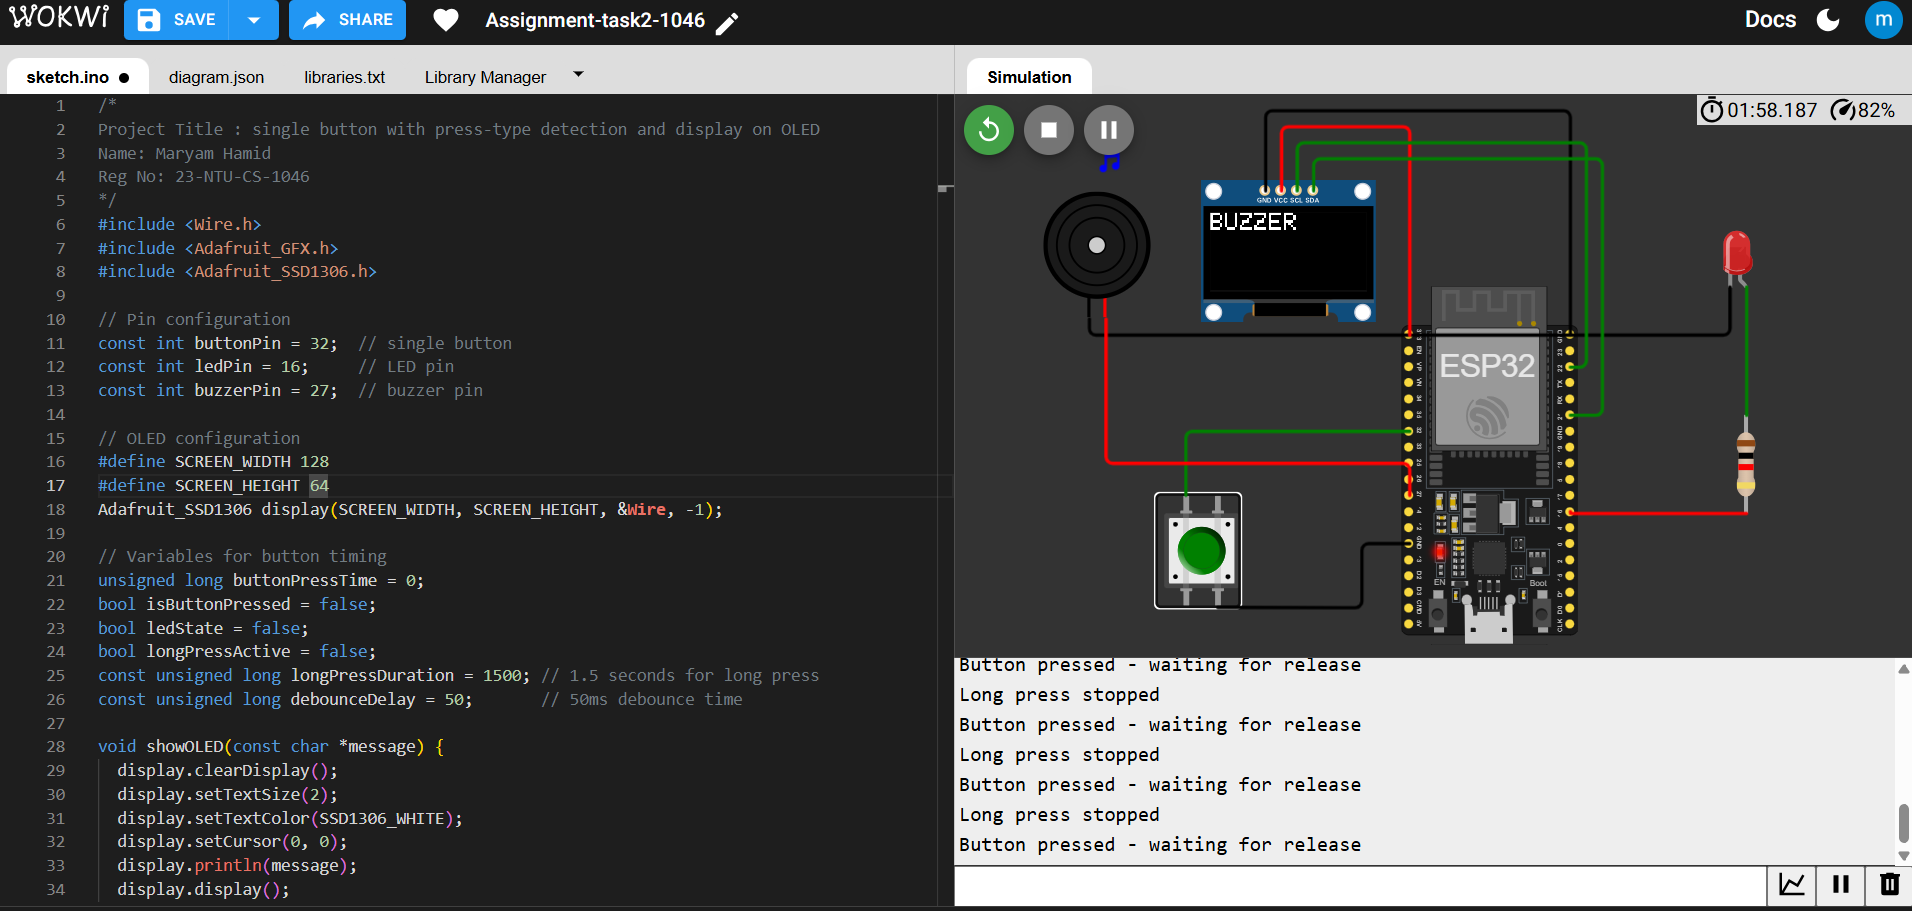 WOKWi SAVE SHARE Assignment-task2-1046 Docs m
sketch.ino diagram.json libraries.txt Library Manager
1 /*
2 Project Title : single button with press-type detection and display on OLED
3 Name: Maryam Hamid
4 Reg No: 23-NTU-CS-1046
5 */
6 #include <Wire.h>
7 #include <Adafruit_GFX.h>
8 #include <Adafruit_SSD1306.h>
9
10 // Pin configuration
11 const int buttonPin = 32;  // single button
12 const int ledPin = 16;     // LED pin
13 const int buzzerPin = 27;  // buzzer pin
14
15 // OLED configuration
16 #define SCREEN_WIDTH 128
17 #define SCREEN_HEIGHT 64
18 Adafruit_SSD1306 display(SCREEN_WIDTH, SCREEN_HEIGHT, &Wire, -1);
19
20 // Variables for button timing
21 unsigned long buttonPressTime = 0;
22 bool isButtonPressed = false;
23 bool ledState = false;
24 bool longPressActive = false;
25 const unsigned long longPressDuration = 1500; // 1.5 seconds for long press
26 const unsigned long debounceDelay = 50;       // 50ms debounce time
27
28 void showOLED(const char *message) {
29   display.clearDisplay();
30   display.setTextSize(2);
31   display.setTextColor(SSD1306_WHITE);
32   display.setCursor(0, 0);
33   display.println(message);
34   display.display();
Simulation
01:58.187 82%
GND VCC SCL SDA
BUZZER
ESP32
EN Boot
Button pressed - waiting for release
Long press stopped
Button pressed - waiting for release
Long press stopped
Button pressed - waiting for release
Long press stopped
Button pressed - waiting for release